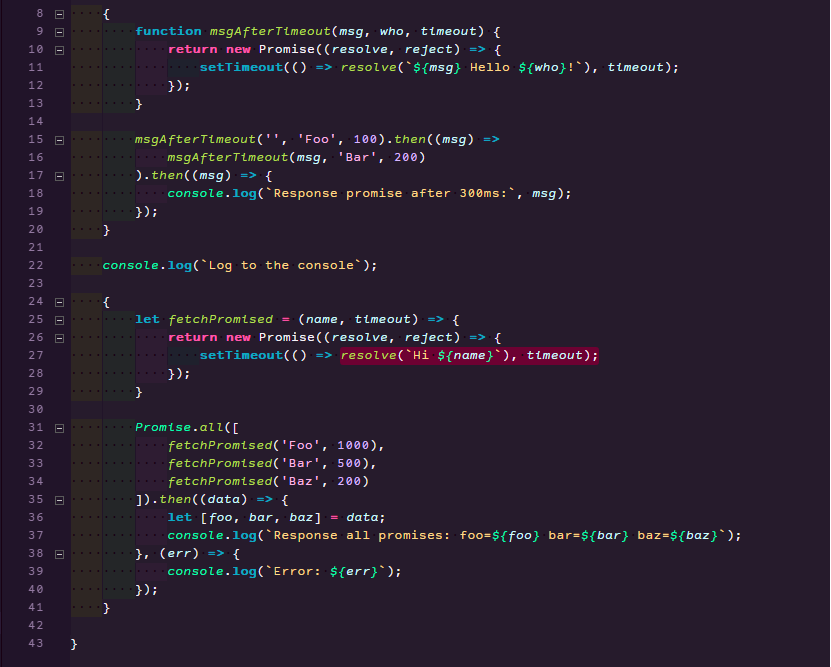 8 {
9 function msgAfterTimeout(msg, who, timeout) {
10 return new Promise((resolve, reject) => {
11 setTimeout(() => resolve(`${msg} Hello ${who}!`), timeout);
12 });
13 }
14
15 msgAfterTimeout('', 'Foo', 100).then((msg) =>
16 msgAfterTimeout(msg, 'Bar', 200)
17 ).then((msg) => {
18 console.log(`Response promise after 300ms:`, msg);
19 });
20 }
21
22 console.log(`Log to the console`);
23
24 {
25 let fetchPromised = (name, timeout) => {
26 return new Promise((resolve, reject) => {
27 setTimeout(() => resolve(`Hi ${name}`), timeout);
28 });
29 }
30
31 Promise.all([
32 fetchPromised('Foo', 1000),
33 fetchPromised('Bar', 500),
34 fetchPromised('Baz', 200)
35 ]).then((data) => {
36 let [foo, bar, baz] = data;
37 console.log(`Response all promises: foo=${foo} bar=${bar} baz=${baz}`);
38 }, (err) => {
39 console.log(`Error: ${err}`);
40 });
41 }
42
43 }